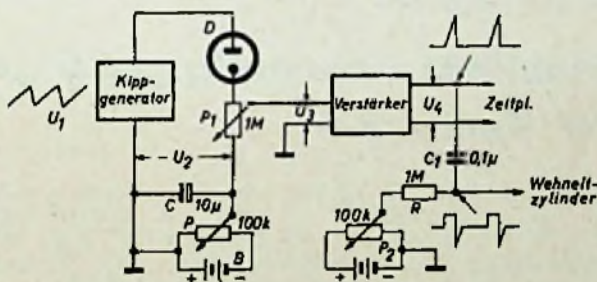 D
Kipp-
generator
U1
P1
1M
U3
Verstärker
U4
Zeitpl.
- U2 -
C1
0,1µ
C
10µ
P
100k
B
+ -
1M
R
Wehnelt-
zylinder
100k
P2
+ -